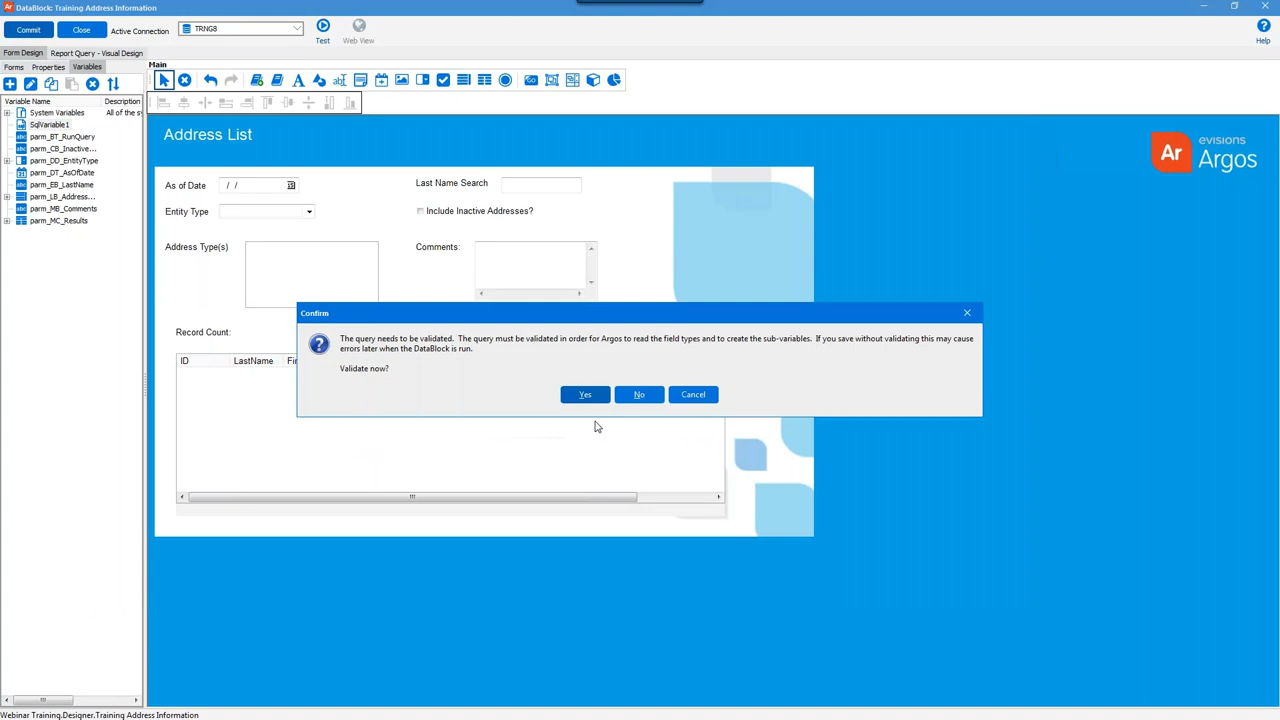 DataBlock: Training Address Information
Commit
Close
Active Connection
TRNG8
Test
Web View
Help
Form Design
Report Query - Visual Design
Forms
Properties
Variables
Main
Variable Name
Description
System Variables
All of the sy
SqlVariable1
parm_BT_RunQuery
parm_CB_Inactive...
parm_DD_EntityType
parm_DT_AsOfDate
parm_EB_LastName
parm_LB_Address...
parm_MB_Comments
parm_MC_Results
Address List
Ar evisions Argos
As of Date
/ /
Last Name Search
Entity Type
Include Inactive Addresses?
Address Type(s)
Comments:
Record Count:
ID
LastName
Fir
Confirm
The query needs to be validated. The query must be validated in order for Argos to read the field types and to create the sub-variables. If you save without validating this may cause
errors later when the DataBlock is run.
Validate now?
Yes
No
Cancel
Webinar Training.Designer.Training Address Information